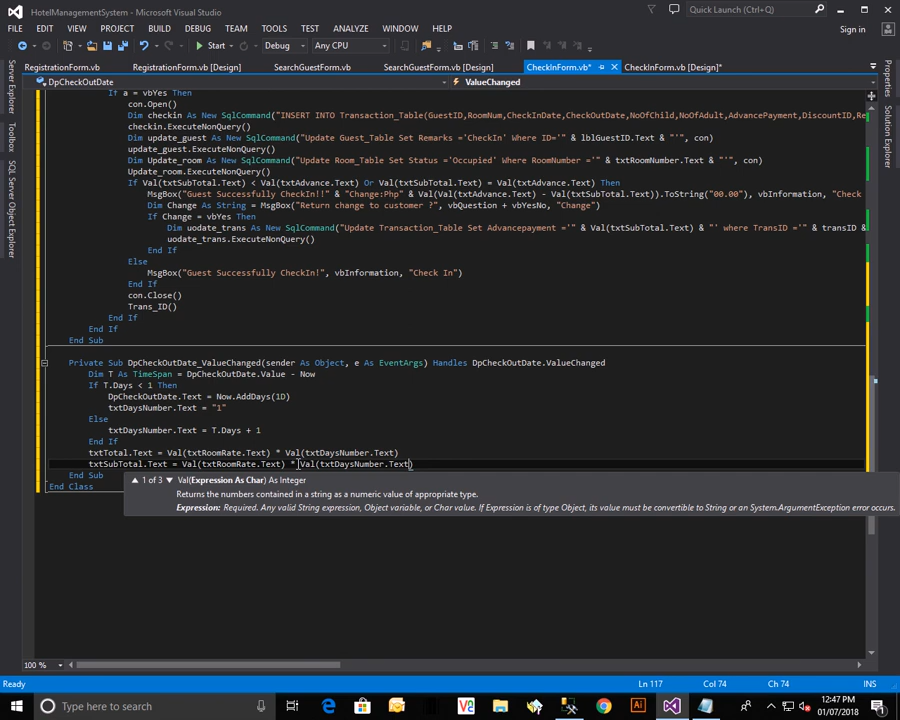 HotelManagementSystem - Microsoft Visual Studio
Quick Launch (Ctrl+Q)
FILE EDIT VIEW PROJECT BUILD DEBUG TEAM TOOLS TEST ANALYZE WINDOW HELP
Sign in
Start Debug Any CPU
RegistrationForm.vb RegistrationForm.vb [Design] SearchGuestForm.vb SearchGuestForm.vb [Design] CheckInForm.vb* CheckInForm.vb [Design]*
DpCheckOutDate ValueChanged
Server Explorer
Toolbox
SQL Server Object Explorer
Properties
Solution Explorer
If a = vbYes Then
con.Open()
Dim checkin As New SqlCommand("INSERT INTO Transaction_Table(GuestID,RoomNum,CheckInDate,CheckOutDate,NoOfChild,NoOfAdult,AdvancePayment,DiscountID,Re
checkin.ExecuteNonQuery()
Dim update_guest As New SqlCommand("Update Guest_Table Set Remarks ='CheckIn' Where ID='" & lblGuestID.Text & "'", con)
update_guest.ExecuteNonQuery()
Dim Update_room As New SqlCommand("Update Room_Table Set Status ='Occupied' Where RoomNumber ='" & txtRoomNumber.Text & "'", con)
Update_room.ExecuteNonQuery()
If Val(txtSubTotal.Text) < Val(txtAdvance.Text) Or Val(txtSubTotal.Text) = Val(txtAdvance.Text) Then
MsgBox("Guest Successfully CheckIn!!" & "Change:Php" & Val(Val(txtAdvance.Text) - Val(txtSubTotal.Text)).ToString("00.00"), vbInformation, "Check
Dim Change As String = MsgBox("Return change to customer ?", vbQuestion + vbYesNo, "Change")
If Change = vbYes Then
Dim uodate_trans As New SqlCommand("Update Transaction_Table Set Advancepayment ='" & Val(txtSubTotal.Text) & "' where TransID ='" & transID &
uodate_trans.ExecuteNonQuery()
End If
Else
MsgBox("Guest Successfully CheckIn!", vbInformation, "Check In")
End If
con.Close()
Trans_ID()
End If
End If
End Sub
Private Sub DpCheckOutDate_ValueChanged(sender As Object, e As EventArgs) Handles DpCheckOutDate.ValueChanged
Dim T As TimeSpan = DpCheckOutDate.Value - Now
If T.Days < 1 Then
DpCheckOutDate.Text = Now.AddDays(1D)
txtDaysNumber.Text = "1"
Else
txtDaysNumber.Text = T.Days + 1
End If
txtTotal.Text = Val(txtRoomRate.Text) * Val(txtDaysNumber.Text)
txtSubTotal.Text = Val(txtRoomRate.Text) * Val(txtDaysNumber.Text)
End Sub
End Class
1 of 3 Val(Expression As Char) As Integer
Returns the numbers contained in a string as a numeric value of appropriate type.
Expression: Required. Any valid String expression, Object variable, or Char value. If Expression is of type Object, its value must be convertible to String or an System.ArgumentException error occurs.
100 %
Ready Ln 117 Col 74 Ch 74 INS
Type here to search
12:47 PM
01/07/2018